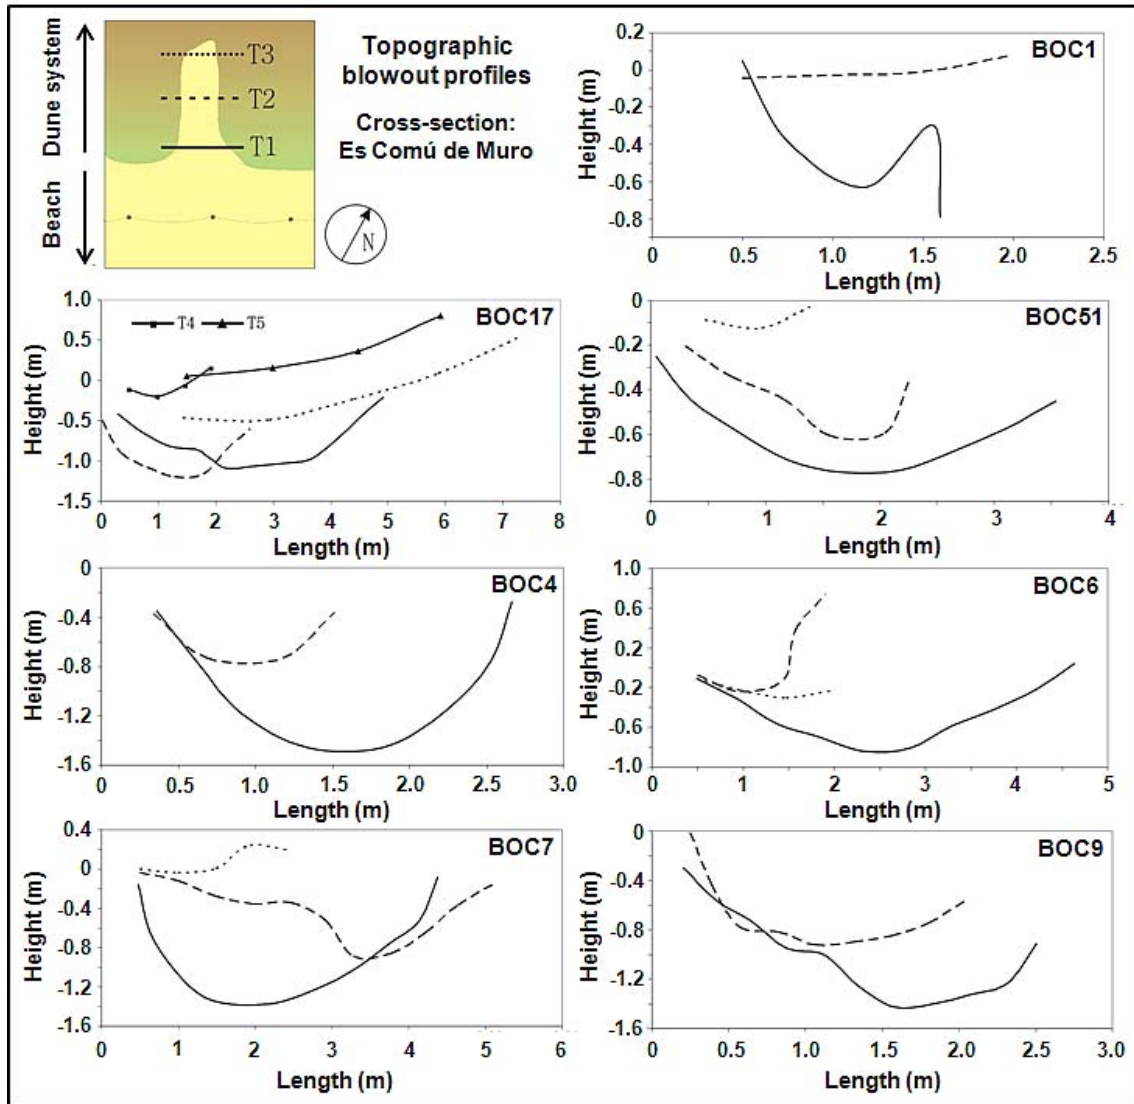 Dune system
Beach
T3
T2
T1
Topographic
blowout profiles
Cross-section:
Es Comú de Muro
N
BOC1
Height (m)
0.2
0
-0.2
-0.4
-0.6
-0.8
0 0.5 1.0 1.5 2.0 2.5
Length (m)
BOC17
T4 T5
Height (m)
1.0
0.5
0
-0.5
-1.0
-1.5
0 1 2 3 4 5 6 7 8
Length (m)
BOC51
Height (m)
0
-0.2
-0.4
-0.6
-0.8
0 1 2 3 4
Length (m)
BOC4
Height (m)
0
-0.4
-0.8
-1.2
-1.6
0 0.5 1.0 1.5 2.0 2.5 3.0
Length (m)
BOC6
Height (m)
1.0
0.6
0.2
-0.2
-0.6
-1.0
0 1 2 3 4 5
Length (m)
BOC7
Height (m)
0.4
0
-0.4
-0.8
-1.2
-1.6
0 1 2 3 4 5 6
Length (m)
BOC9
Height (m)
0
-0.4
-0.8
-1.2
-1.6
0 0.5 1.0 1.5 2.0 2.5 3.0
Length (m)